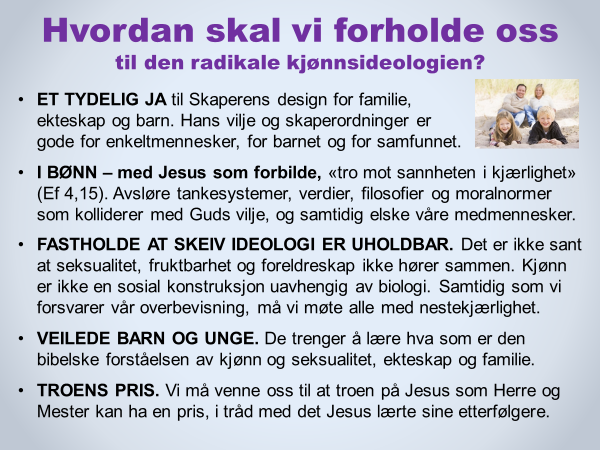 Hvordan skal vi forholde oss
til den radikale kjønnsideologien?
• ET TYDELIG JA til Skaperens design for familie,
ekteskap og barn. Hans vilje og skaperordninger er
gode for enkeltmennesker, for barnet og for samfunnet.
• I BØNN – med Jesus som forbilde, «tro mot sannheten i kjærlighet»
(Ef 4,15). Avsløre tankesystemer, verdier, filosofier og moralnormer
som kolliderer med Guds vilje, og samtidig elske våre medmennesker.
• FASTHOLDE AT SKEIV IDEOLOGI ER UHOLDBAR. Det er ikke sant
at seksualitet, fruktbarhet og foreldreskap ikke hører sammen. Kjønn
er ikke en sosial konstruksjon uavhengig av biologi. Samtidig som vi
forsvarer vår overbevisning, må vi møte alle med nestekjærlighet.
• VEILEDE BARN OG UNGE. De trenger å lære hva som er den
bibelske forståelsen av kjønn og seksualitet, ekteskap og familie.
• TROENS PRIS. Vi må venne oss til at troen på Jesus som Herre og
Mester kan ha en pris, i tråd med det Jesus lærte sine etterfølgere.